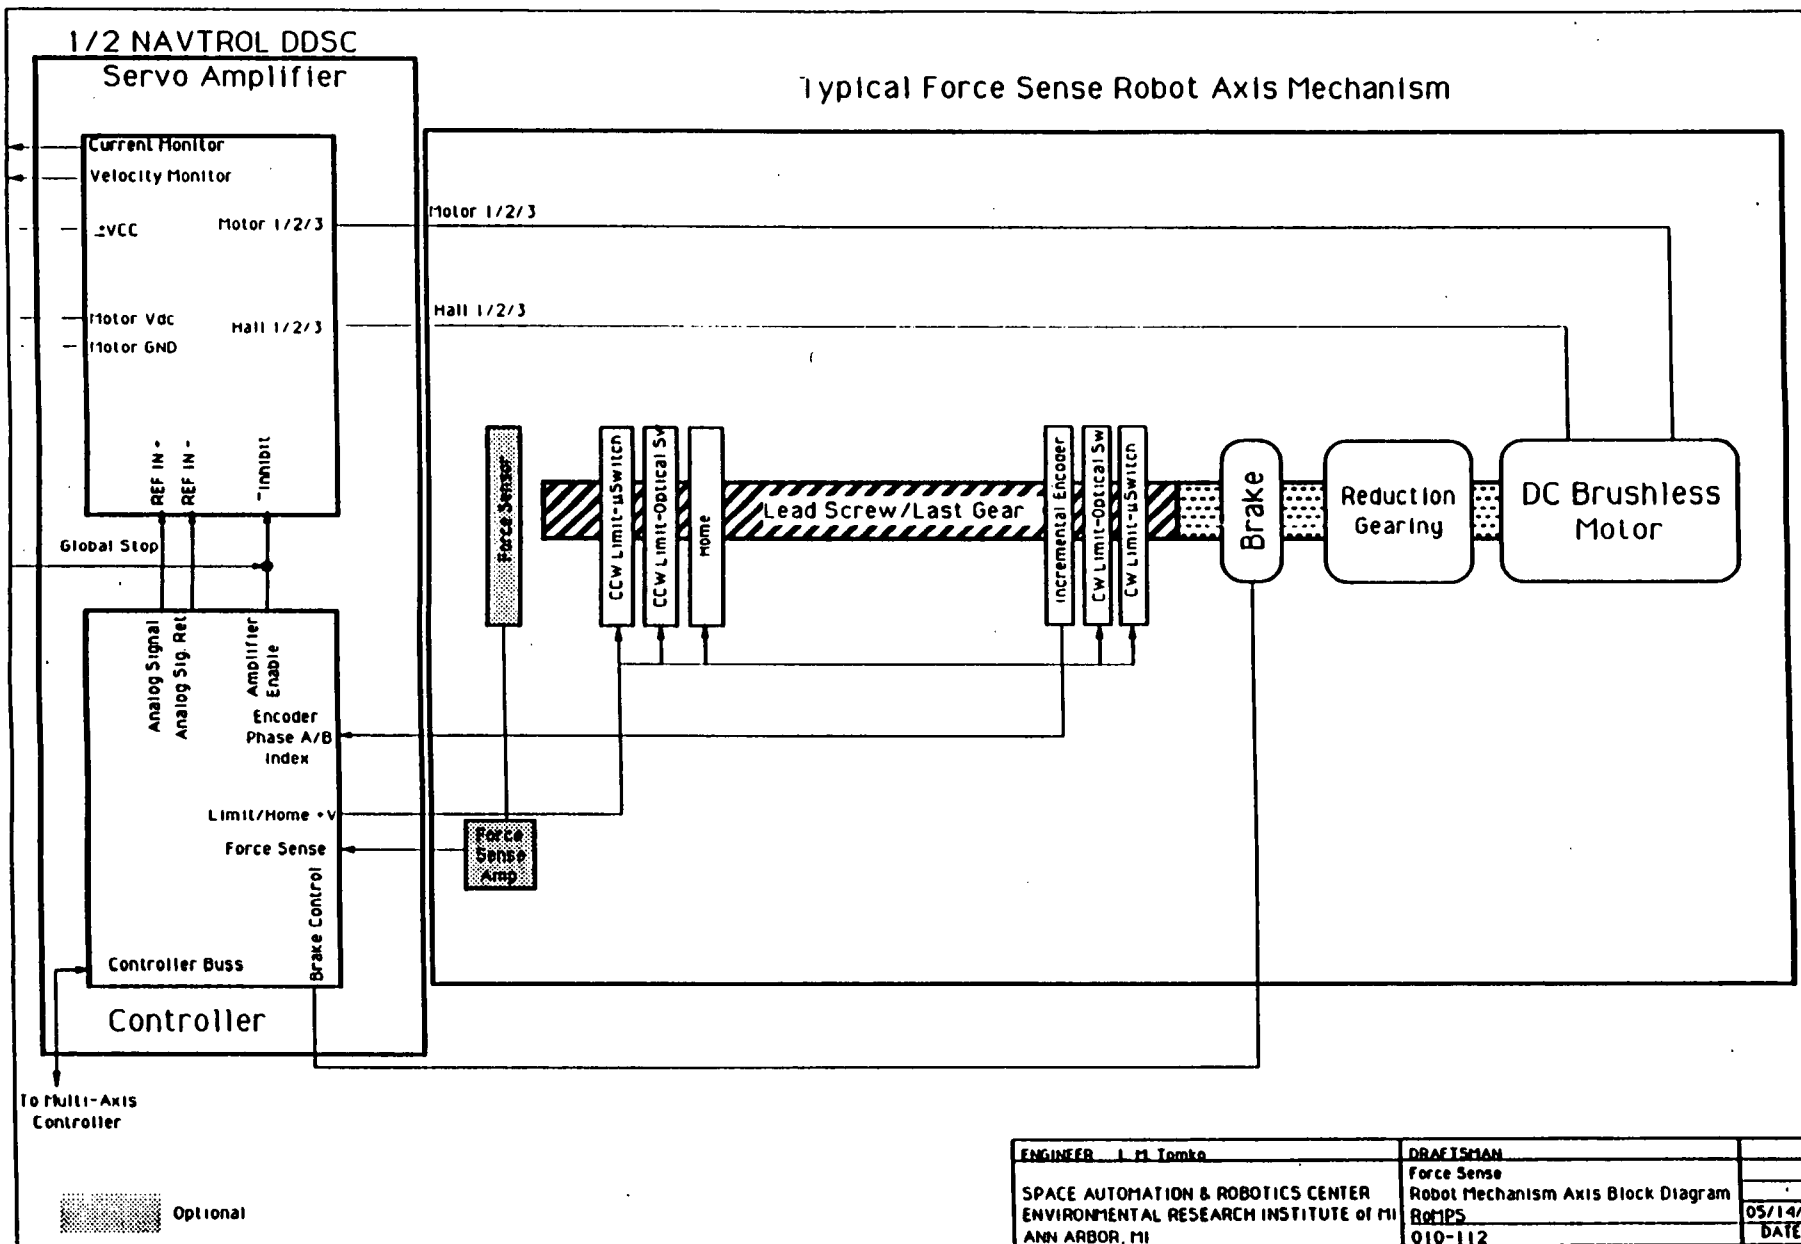 1/2 NAVTROL DDSC
Servo Amplifier
Typical Force Sense Robot Axis Mechanism
Current Monitor
Velocity Monitor
±VCC
Motor 1/2/3
Motor 1/2/3
Motor Vdc
Hall 1/2/3
Hall 1/2/3
Motor GND
REF IN +
REF IN -
-Inhibit
Global Stop
Force Sensor
CCW Limit-µSwitch
CCW Limit-Optical Sw
Home
Lead Screw/Last Gear
Incremental Encoder
CW Limit-Optical Sw
CW Limit-µSwitch
Brake
Reduction
Gearing
DC Brushless
Motor
Analog Signal
Analog Sig. Ret
Amplifier
Enable
Encoder
Phase A/B
Index
Limit/Home +V
Force Sense
Force
Sense
Amp
Brake Control
Controller Buss
Controller
To Multi-Axis
Controller
Optional
ENGINEER L M Tomko
SPACE AUTOMATION & ROBOTICS CENTER
ENVIRONMENTAL RESEARCH INSTITUTE of MI
ANN ARBOR, MI
DRAFTSMAN
Force Sense
Robot Mechanism Axis Block Diagram
RoMPS
010-112
05/14/
DATE